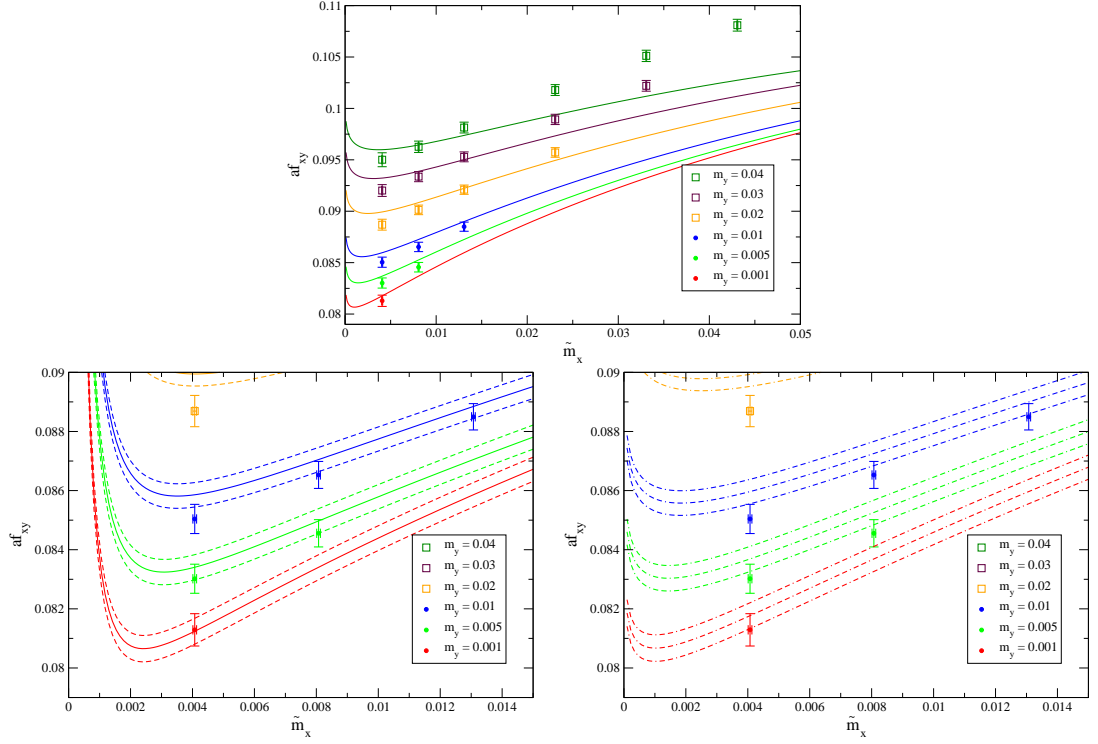 0.11
0.105
0.1
0.095
0.09
0.085
0.08
af_xy
m_y = 0.04
m_y = 0.03
m_y = 0.02
m_y = 0.01
m_y = 0.005
m_y = 0.001
0 0.01 0.02 0.03 0.04 0.05
m̃_x
0.09
0.088
0.086
0.084
0.082
0.08
af_xy
m_y = 0.04
m_y = 0.03
m_y = 0.02
m_y = 0.01
m_y = 0.005
m_y = 0.001
0 0.002 0.004 0.006 0.008 0.01 0.012 0.014
m̃_x
0.09
0.088
0.086
0.084
0.082
0.08
af_xy
m_y = 0.04
m_y = 0.03
m_y = 0.02
m_y = 0.01
m_y = 0.005
m_y = 0.001
0 0.002 0.004 0.006 0.008 0.01 0.012 0.014
m̃_x